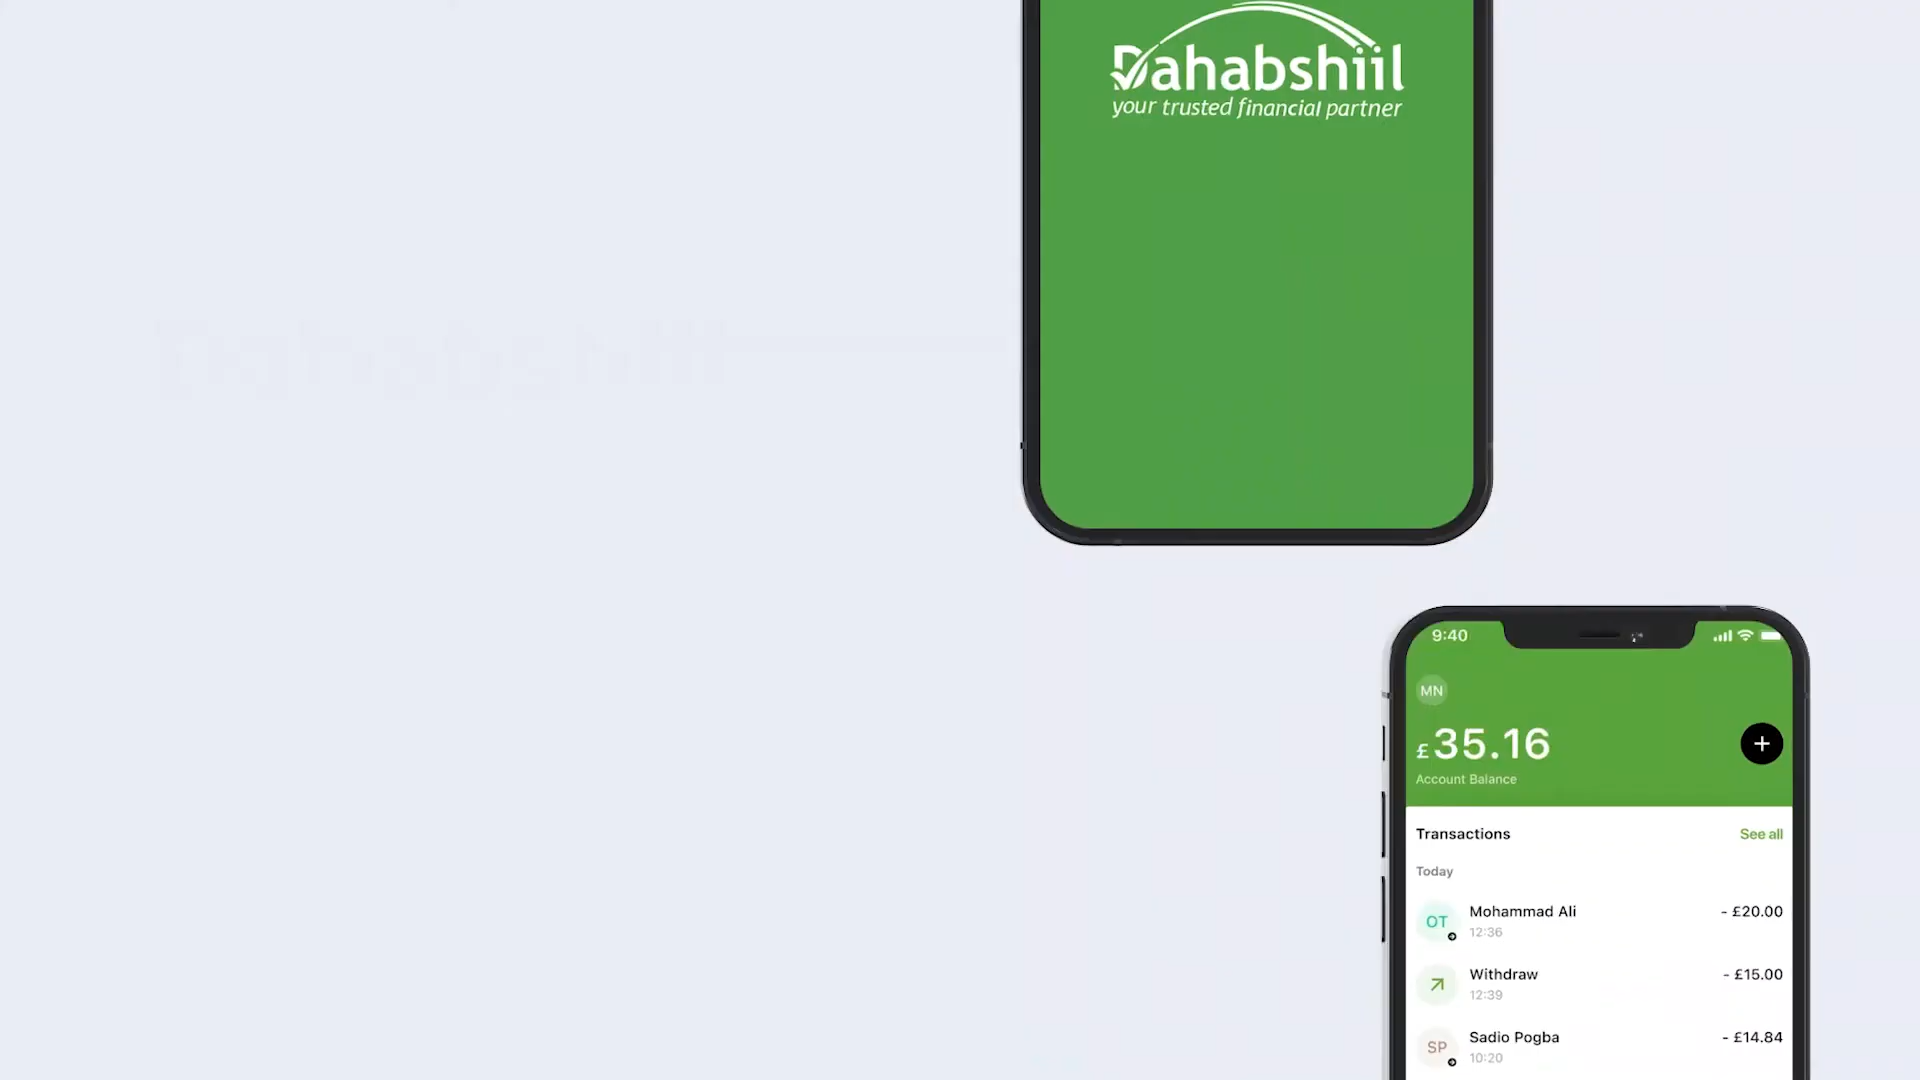 Dahabshiil
your trusted financial partner
Dahabshiil
9:40
MN
£35.16
Account Balance
Transactions
See all
Today
OT
Mohammad Ali
- £20.00
12:36
Withdraw
- £15.00
12:39
SP
Sadio Pogba
- £14.84
10:20